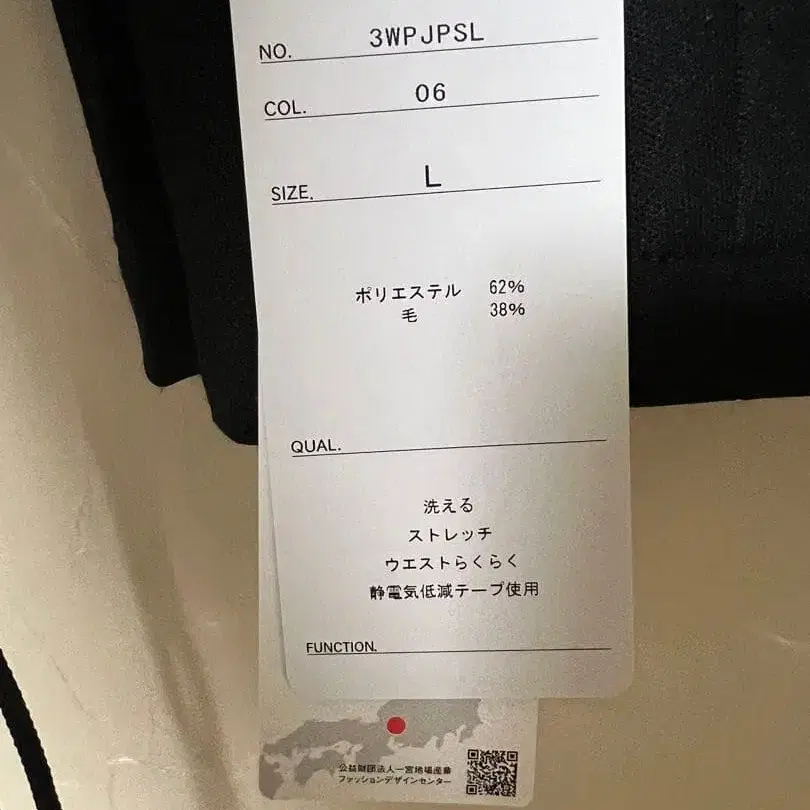 NO. 3WPJPSL
COL. 06
SIZE. L
ポリエステル 62%
毛 38%
QUAL.
洗える
ストレッチ
ウエストらくらく
静電気低減テープ使用
FUNCTION.
公益財団法人一宮地場産業
ファッションデザインセンター